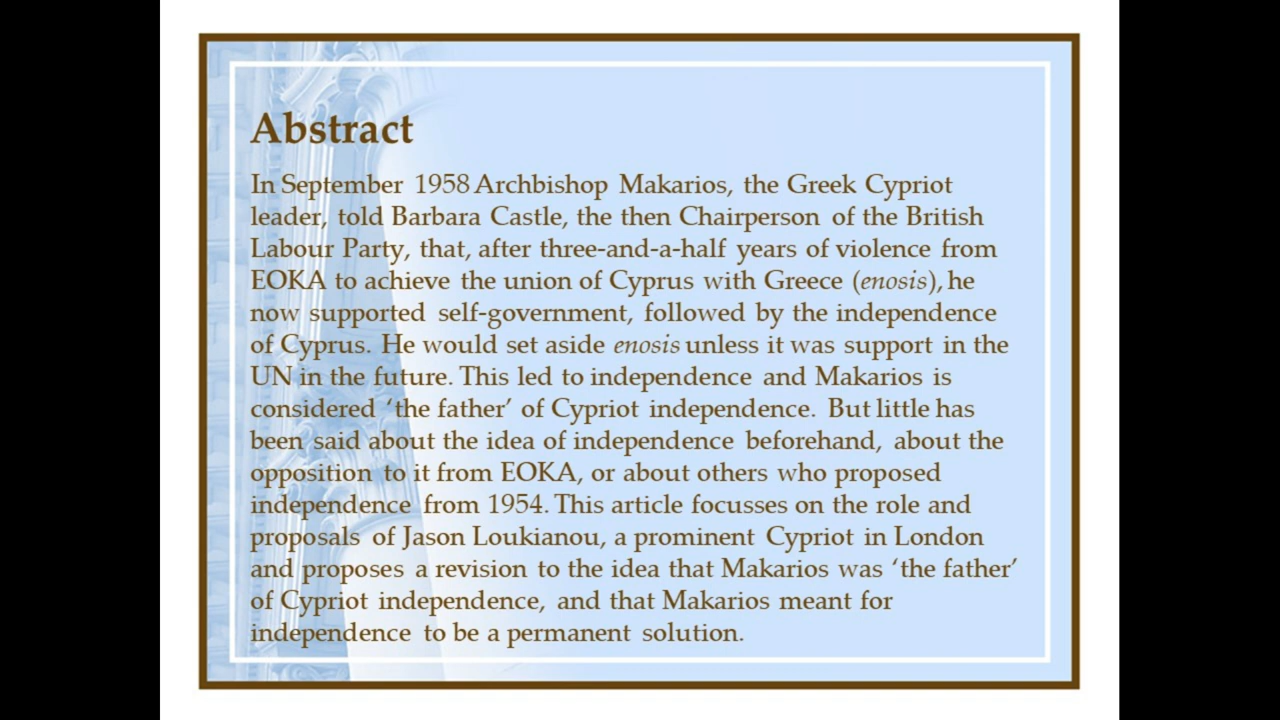 Abstract
In September 1958 Archbishop Makarios, the Greek Cypriot
leader, told Barbara Castle, the then Chairperson of the British
Labour Party, that, after three-and-a-half years of violence from
EOKA to achieve the union of Cyprus with Greece (enosis), he
now supported self-government, followed by the independence
of Cyprus. He would set aside enosis unless it was support in the
UN in the future. This led to independence and Makarios is
considered ‘the father’ of Cypriot independence. But little has
been said about the idea of independence beforehand, about the
opposition to it from EOKA, or about others who proposed
independence from 1954. This article focusses on the role and
proposals of Jason Loukianou, a prominent Cypriot in London
and proposes a revision to the idea that Makarios was ‘the father’
of Cypriot independence, and that Makarios meant for
independence to be a permanent solution.